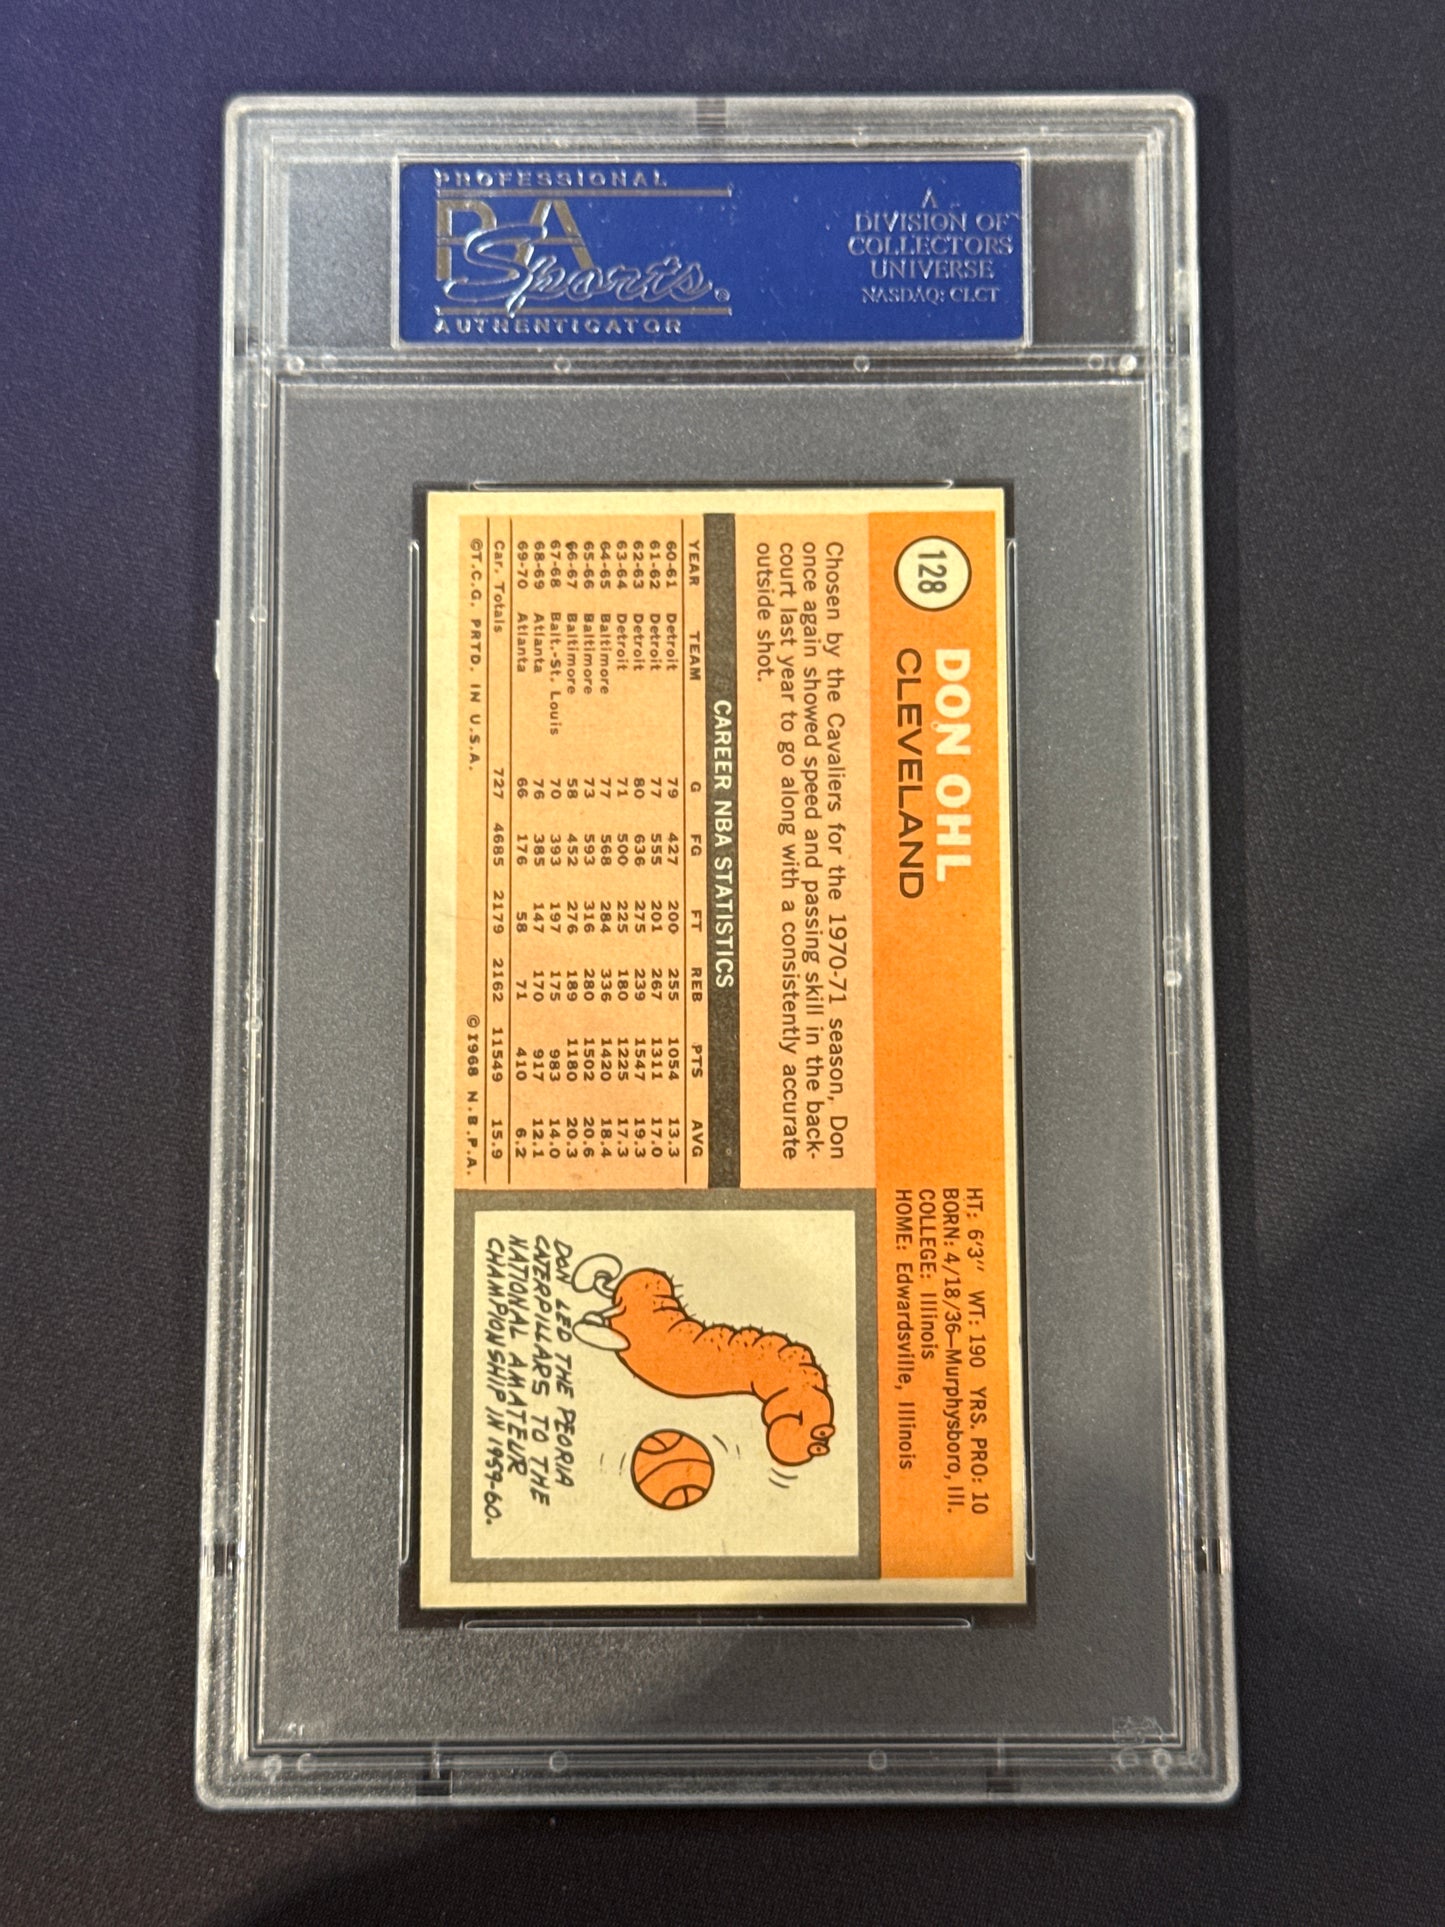 PROFESSIONAL
PSA
Sports®
AUTHENTICATOR
A
DIVISION OF
COLLECTORS
UNIVERSE
NASDAQ: CLCT
128
DON OHL
CLEVELAND
HT: 6'3" WT: 190 YRS. PRO: 10
BORN: 4/18/36—Murphysboro, Ill.
COLLEGE: Illinois
HOME: Edwardsville, Illinois
Chosen by the Cavaliers for the 1970-71 season, Don
once again showed speed and passing skill in the back-
court last year to go along with a consistently accurate
outside shot.
CAREER NBA STATISTICS
YEAR TEAM G FG FT REB PTS AVG
60-61 Detroit 79 427 200 255 1054 13.3
61-62 Detroit 77 555 201 267 1311 17.0
62-63 Detroit 80 636 275 239 1547 19.3
63-64 Detroit 71 500 225 180 1225 17.3
64-65 Baltimore 77 568 284 336 1420 18.4
65-66 Baltimore 73 593 316 280 1502 20.6
66-67 Baltimore 58 452 276 189 1180 20.3
67-68 Balt.-St. Louis 70 393 197 175 983 14.0
68-69 Atlanta 76 385 147 170 917 12.1
69-70 Atlanta 66 176 58 71 410 6.2
Car. Totals 727 4685 2179 2162 11549 15.9
©T.C.G. PRTD. IN U.S.A. ©1968 N.B.P.A.
DON LED THE PEORIA
CATERPILLARS TO THE
NATIONAL AMATEUR
CHAMPIONSHIP IN 1959-60.